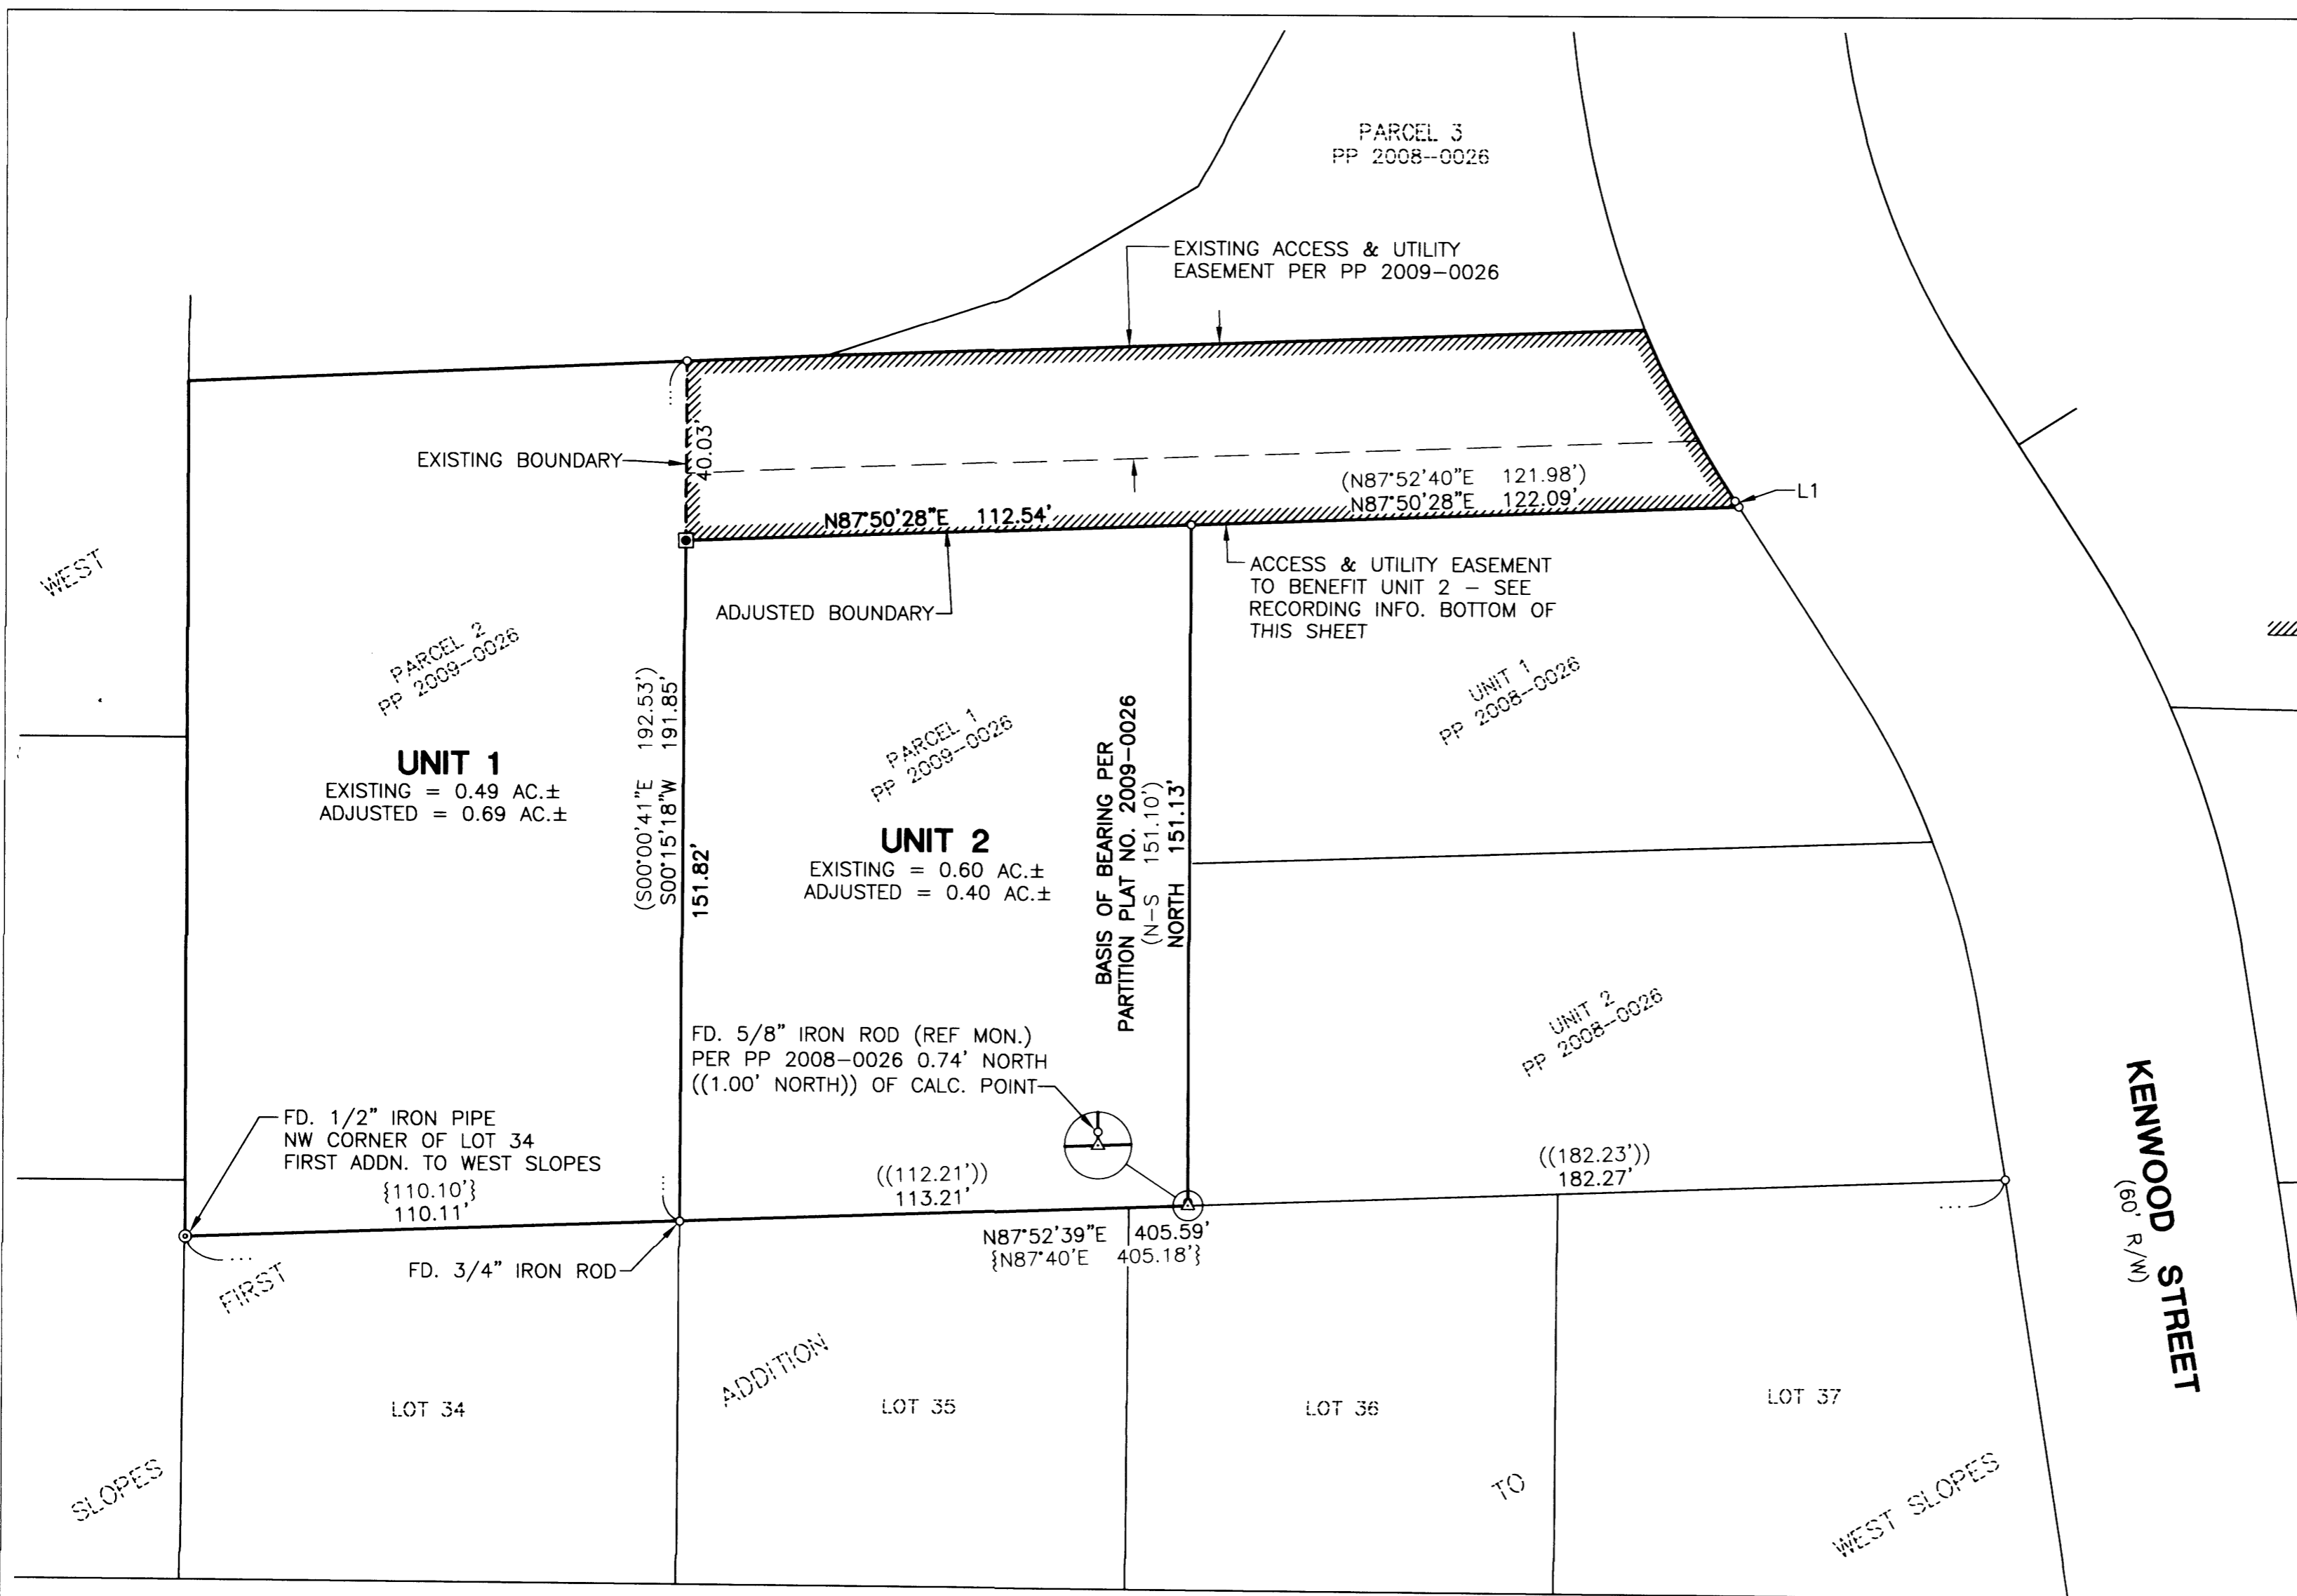 PARCEL 3
PP 2008-0026
EXISTING ACCESS & UTILITY
EASEMENT PER PP 2009-0026
EXISTING BOUNDARY
40.03'
(N87°52'40"E 121.98')
N87°50'28"E 122.09'
L1
N87°50'28"E 112.54'
ADJUSTED BOUNDARY
ACCESS & UTILITY EASEMENT
TO BENEFIT UNIT 2 – SEE
RECORDING INFO. BOTTOM OF
THIS SHEET
WEST
PARCEL 2
PP 2009-0026
UNIT 1
EXISTING = 0.49 AC.±
ADJUSTED = 0.69 AC.±
(S00°00'41"E 192.53')
S00°15'18"W 191.85'
151.82'
PARCEL 1
PP 2009-0026
UNIT 2
EXISTING = 0.60 AC.±
ADJUSTED = 0.40 AC.±
BASIS OF BEARING PER
PARTITION PLAT NO. 2009-0026
(N-S 151.10')
NORTH 151.13'
UNIT 1
PP 2008-0026
UNIT 2
PP 2008-0026
FD. 5/8" IRON ROD (REF MON.)
PER PP 2008-0026 0.74' NORTH
((1.00' NORTH)) OF CALC. POINT
FD. 1/2" IRON PIPE
NW CORNER OF LOT 34
FIRST ADDN. TO WEST SLOPES
{110.10'}
110.11'
((112.21'))
113.21'
((182.23'))
182.27'
N87°52'39"E 405.59'
{N87°40'E 405.18'}
FD. 3/4" IRON ROD
KENWOOD STREET
(60' R/W)
FIRST
ADDITION
LOT 34
LOT 35
LOT 36
LOT 37
SLOPES
TO
WEST SLOPES